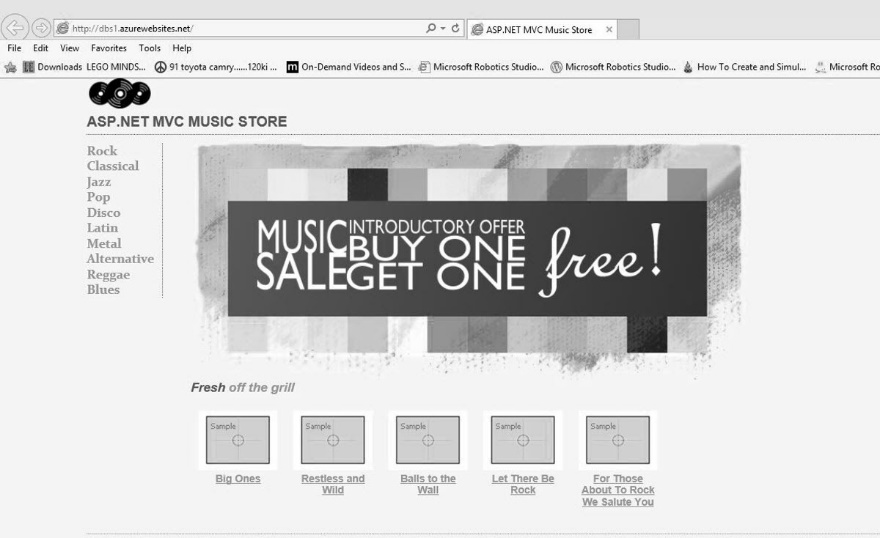 http://dbs1.azurewebsites.net/
ASP.NET MVC Music Store
File Edit View Favorites Tools Help
Downloads LEGO MINDS... 91 toyota camry......120ki ... On-Demand Videos and S... Microsoft Robotics Studio... Microsoft Robotics Studio... How To Create and Simul... Microsoft Ro
ASP.NET MVC MUSIC STORE
Rock
Classical
Jazz
Pop
Disco
Latin
Metal
Alternative
Reggae
Blues
MUSIC INTRODUCTORY OFFER
SALE BUY ONE
GET ONE free!
Fresh off the grill
Sample Sample Sample Sample Sample
Big Ones
Restless and
Wild
Balls to the
Wall
Let There Be
Rock
For Those
About To Rock
We Salute You